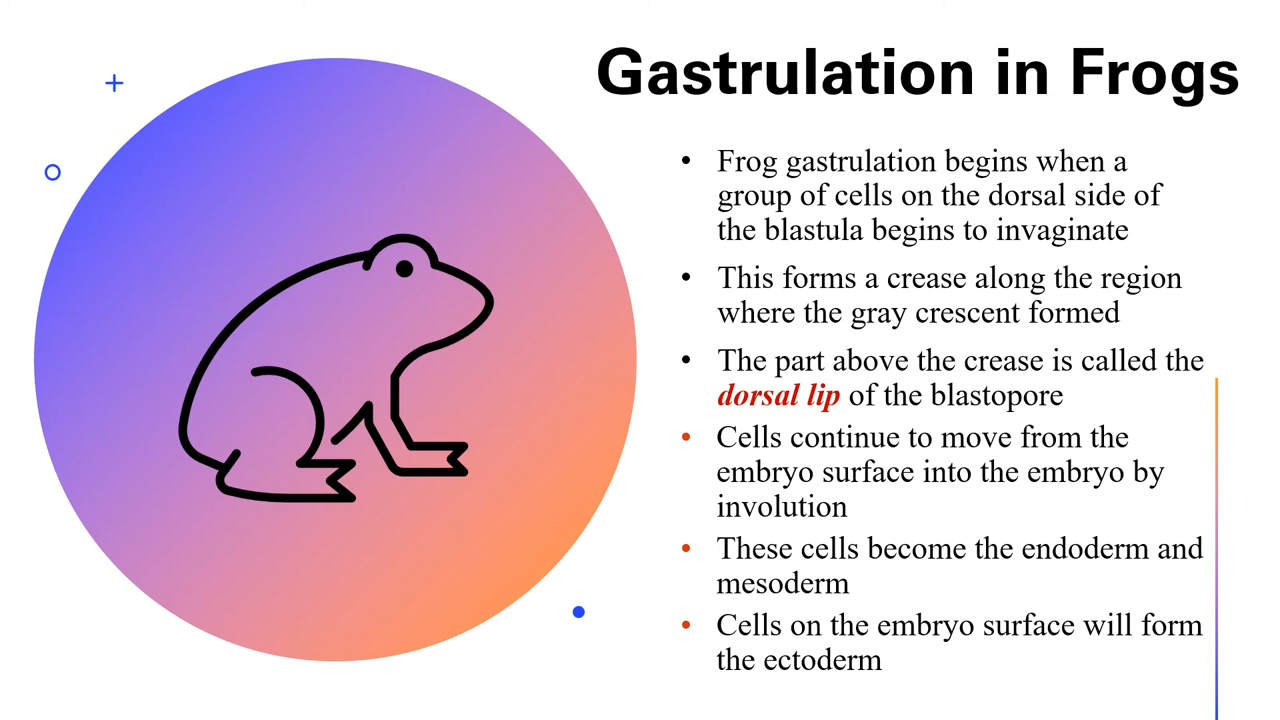 Gastrulation in Frogs
• Frog gastrulation begins when a
group of cells on the dorsal side of
the blastula begins to invaginate
• This forms a crease along the region
where the gray crescent formed
• The part above the crease is called the
dorsal lip of the blastopore
• Cells continue to move from the
embryo surface into the embryo by
involution
• These cells become the endoderm and
mesoderm
• Cells on the embryo surface will form
the ectoderm